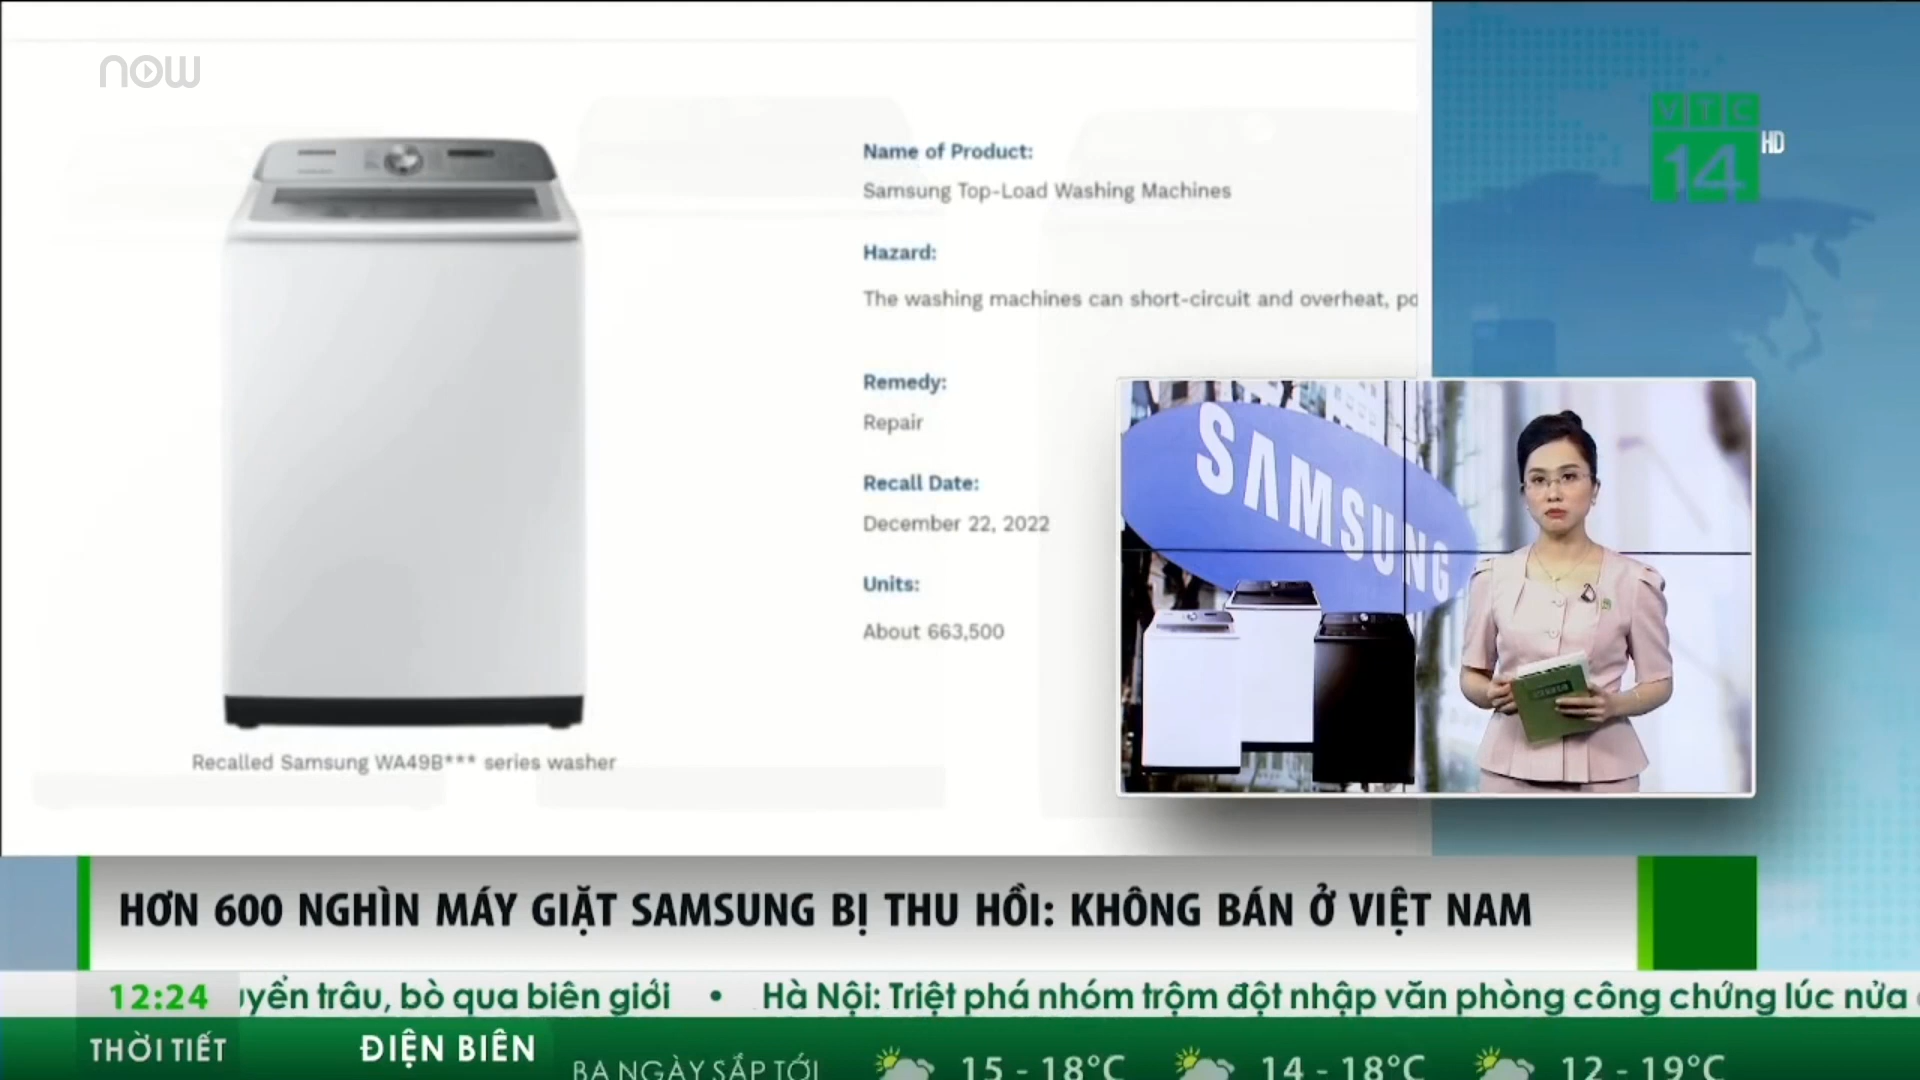 now
VTC
14
HD
Name of Product:
Samsung Top-Load Washing Machines
Hazard:
The washing machines can short-circuit and overheat,
Remedy:
Repair
Recall Date:
December 22, 2022
Units:
About 663,500
Recalled Samsung WA49B*** series washer
SAMSUNG
HƠN 600 NGHÌN MÁY GIẶT SAMSUNG BỊ THU HỒI: KHÔNG BÁN Ở VIỆT NAM
12:24 trâu, bò qua biên giới • Hà Nội: Triệt phá nhóm trộm đột nhập văn phòng công chứng lúc nửa
THỜI TIẾT ĐIỆN BIÊN BA NGÀY SẮP TỚI 15 - 18°C 14 - 18°C 12 - 19°C